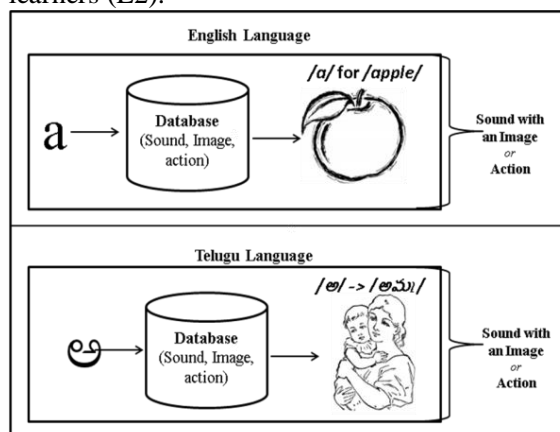 learners (L2).
English Language
a
Database
(Sound, Image,
action)
/a/ for /apple/
Sound with
an Image
or
Action
Telugu Language
అ
Database
(Sound, Image,
action)
/అ/ -> /అమ్మ/
Sound with
an Image
or
Action